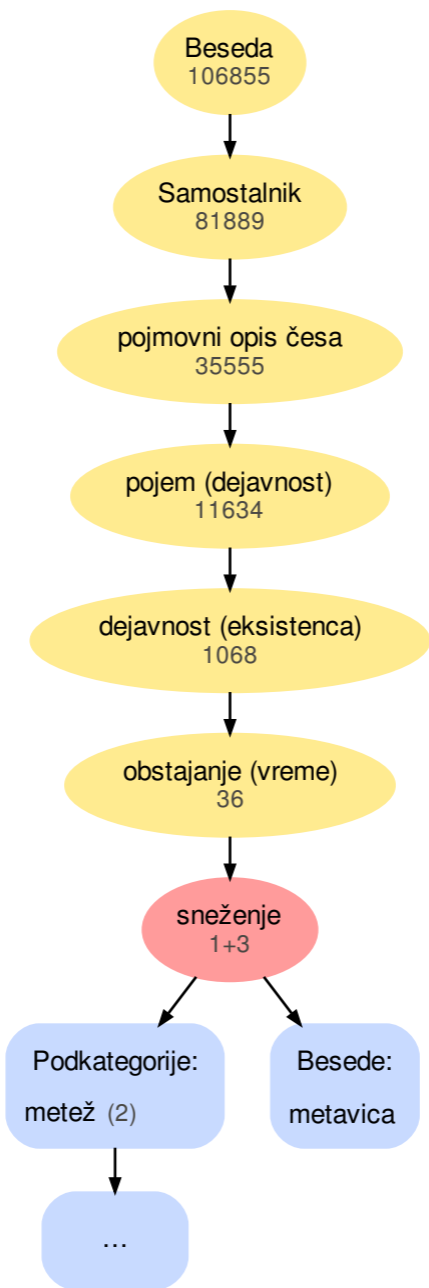 Beseda
106855
Samostalnik
81889
pojmovni opis česa
35555
pojem (dejavnost)
11634
dejavnost (eksistenca)
1068
obstajanje (vreme)
36
sneženje
1+3
Podkategorije:
metež (2)
Besede:
metavica
...